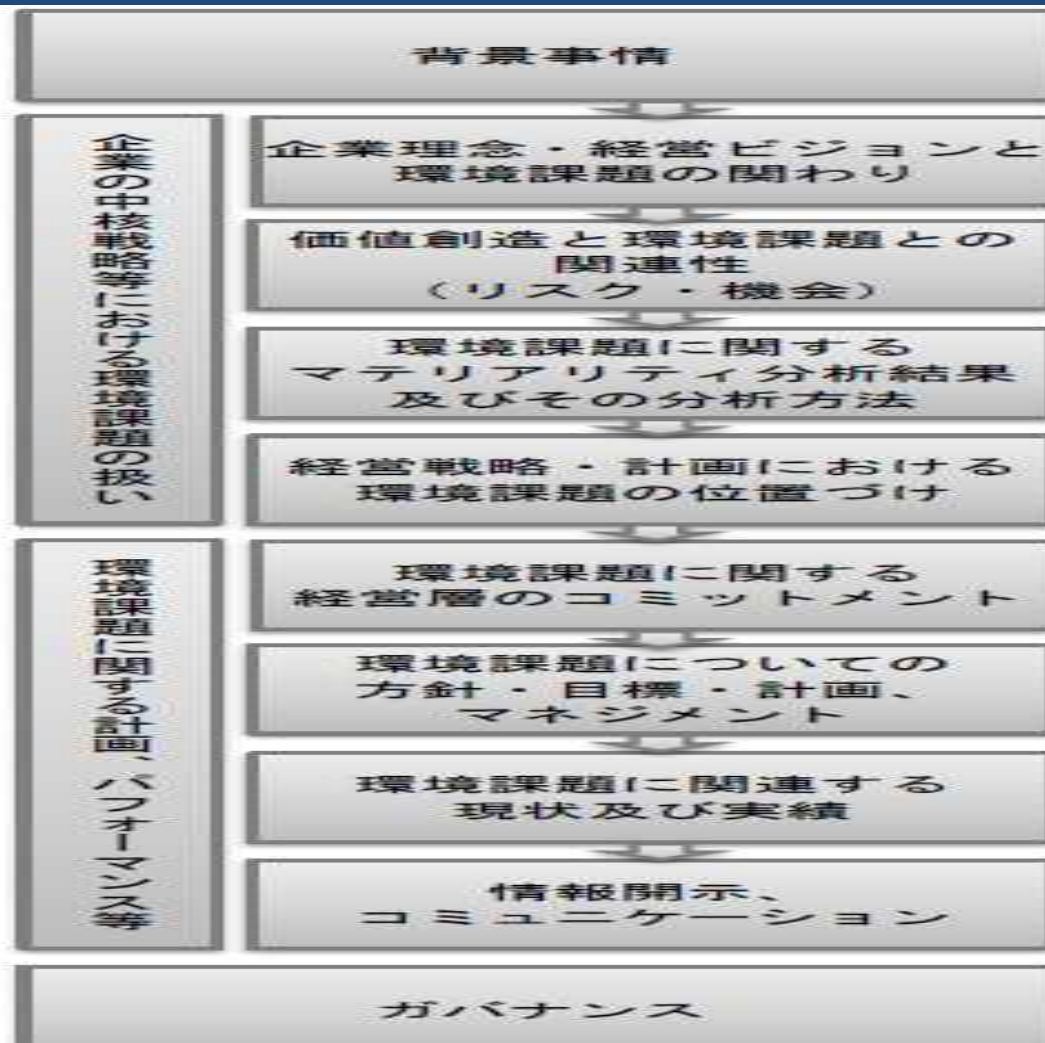 背景事情
企業の中核戦略等における環境課題の扱い
企業理念・経営ビジョンと
環境課題の関わり
価値創造と環境課題との
関連性
（リスク・機会）
環境課題に関する
マテリアリティ分析結果
及びその分析方法
経営戦略・計画における
環境課題の位置づけ
環境課題に関する計画、パフォーマンス等
環境課題に関する
経営層のコミットメント
環境課題についての
方針・目標・計画、
マネジメント
環境課題に関連する
現状及び実績
情報開示、
コミュニケーション
ガバナンス